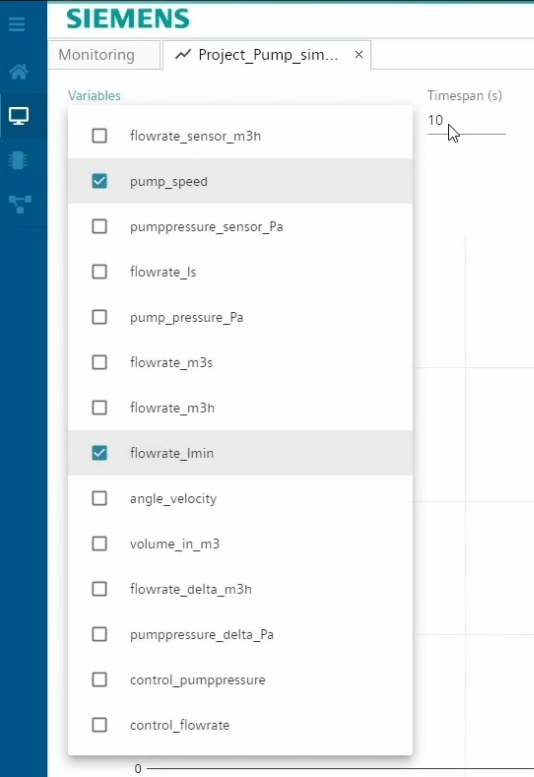 SIEMENS
Monitoring
Project_Pump_sim...
Variables
Timespan (s)
10
flowrate_sensor_m3h
pump_speed
pumppressure_sensor_Pa
flowrate_ls
pump_pressure_Pa
flowrate_m3s
flowrate_m3h
flowrate_lmin
angle_velocity
volume_in_m3
flowrate_delta_m3h
pumppressure_delta_Pa
control_pumppressure
control_flowrate
0